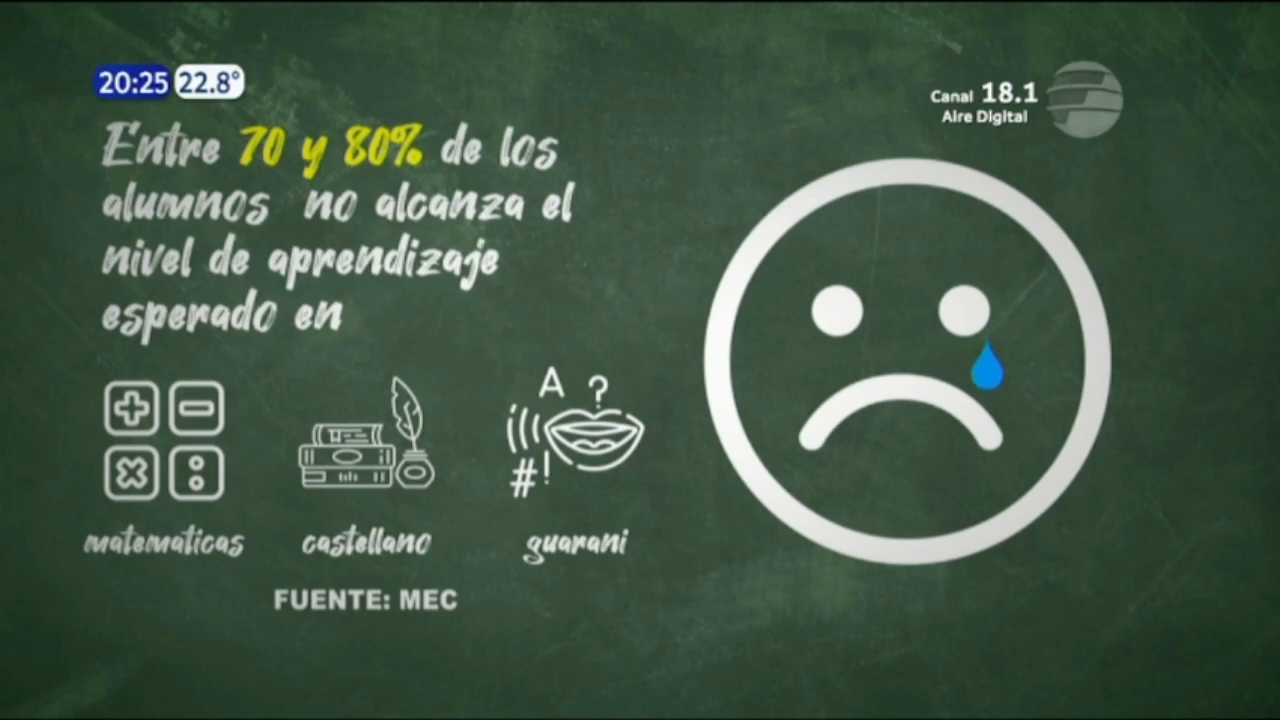 20:25 22.8°
Canal 18.1
Aire Digital
Entre 70 y 80% de los
alumnos no alcanza el
nivel de aprendizaje
esperado en
A ?
#!
matematicas castellano guarani
FUENTE: MEC